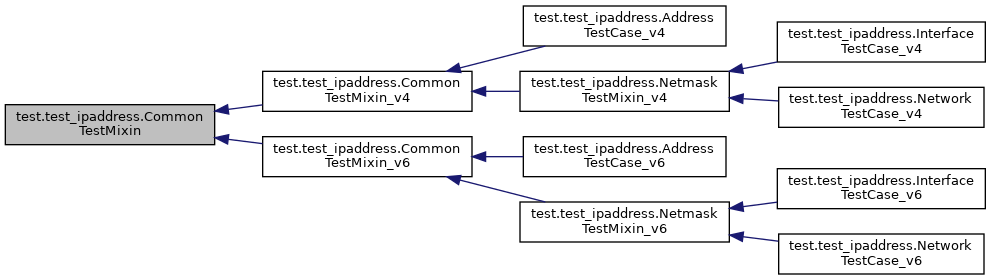 test.test_ipaddress.Common
TestMixin
test.test_ipaddress.Common
TestMixin_v4
test.test_ipaddress.Address
TestCase_v4
test.test_ipaddress.Netmask
TestMixin_v4
test.test_ipaddress.Interface
TestCase_v4
test.test_ipaddress.Network
TestCase_v4
test.test_ipaddress.Common
TestMixin_v6
test.test_ipaddress.Address
TestCase_v6
test.test_ipaddress.Netmask
TestMixin_v6
test.test_ipaddress.Interface
TestCase_v6
test.test_ipaddress.Network
TestCase_v6